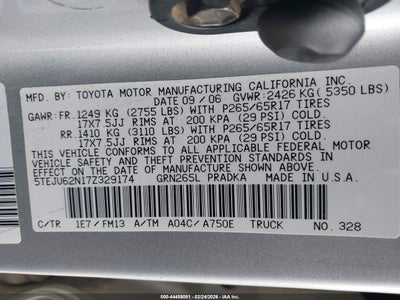 MFD. BY: TOYOTA MOTOR MANUFACTURING CALIFORNIA INC.
DATE 09/06 GVWR: 2426 KG( 5350 LBS)
GAWR: FR. 1249 KG (2755 LBS) WITH P265/65R17 TIRES
17X7.5JJ RIMS AT 200 KPA (29 PSI) COLD.
RR. 1410 KG (3110 LBS) WITH P265/65R17 TIRES
17X7.5JJ RIMS AT 200 KPA (29 PSI) COLD.
THIS VEHICLE CONFORMS TO ALL APPLICABLE FEDERAL MOTOR
VEHICLE SAFETY STANDARDS IN EFFECT ON THE DATE OF
MANUFACTURE SHOWN ABOVE.
5TEJU62N17Z329174 GRN265L PRADKA MADE IN U.S.A.
C/TR 1E7/FM13 A/TM A04C/A750E TRUCK NO. 328
ID: 000-44458081 - 02/24/2026 - © IAA, LLC